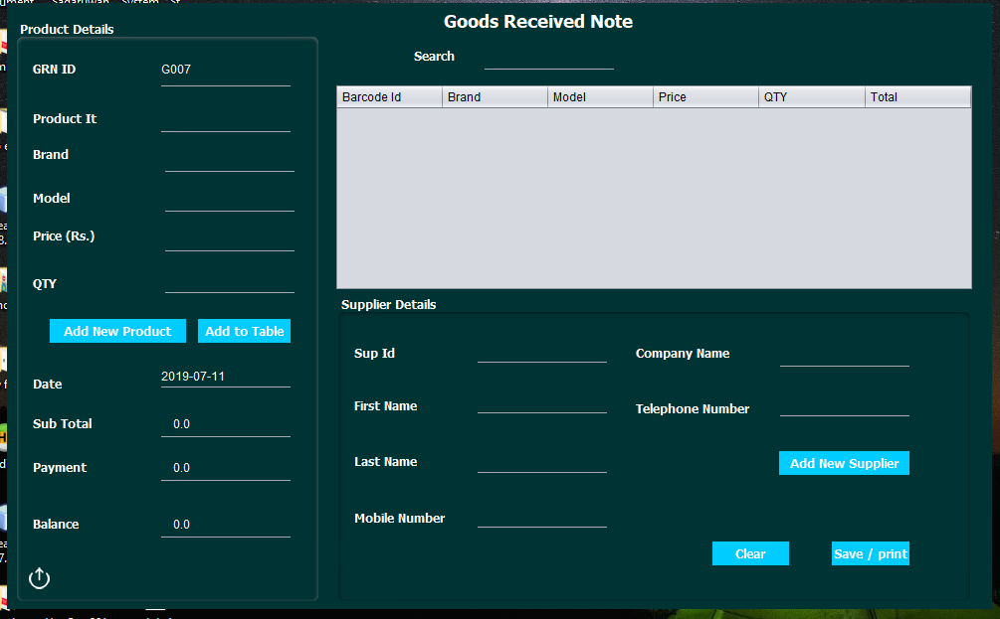 Goods Received Note
Product Details
GRN ID G007
Product It
Brand
Model
Price (Rs.)
QTY
Add New Product Add to Table
Date 2019-07-11
Sub Total 0.0
Payment 0.0
Balance 0.0
Search
Barcode Id Brand Model Price QTY Total
Supplier Details
Sup Id Company Name
First Name Telephone Number
Last Name Add New Supplier
Mobile Number
Clear Save / print